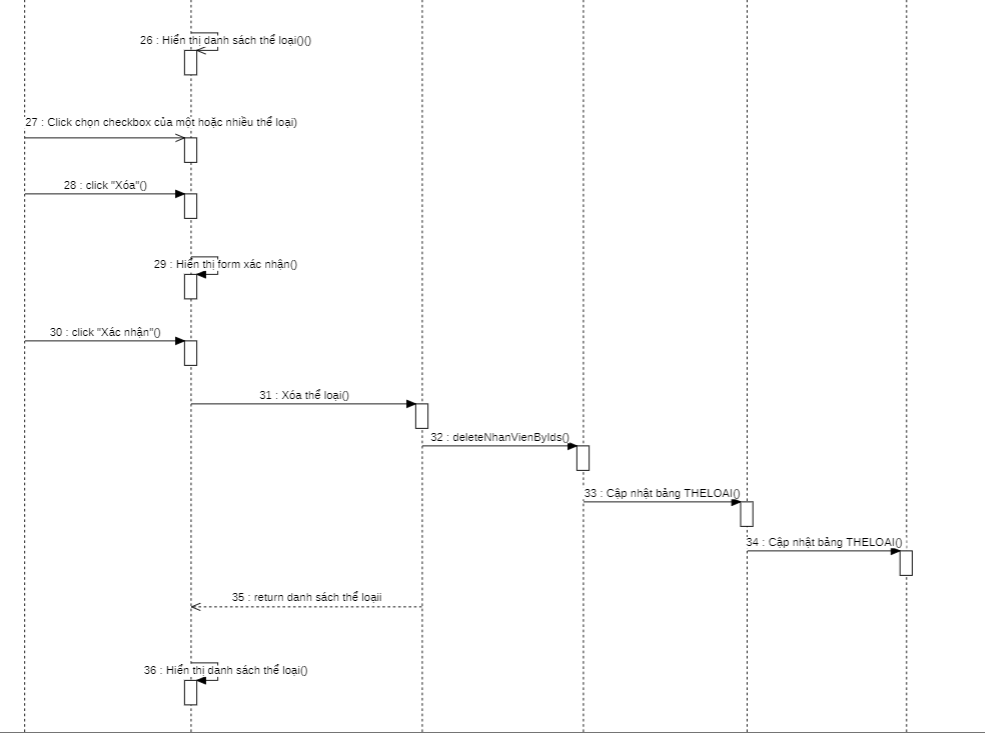 26 : Hiển thị danh sách thể loại()()
27 : Click chọn checkbox của một hoặc nhiều thể loại)
28 : click "Xóa"()
29 : Hiển thị form xác nhận()
30 : click "Xác nhận"()
31 : Xóa thể loại()
32 : deleteNhanVienByIds()
33 : Cập nhật bảng THELOAI()
34 : Cập nhật bảng THELOAI()
35 : return danh sách thể loạii
36 : Hiển thị danh sách thể loại()